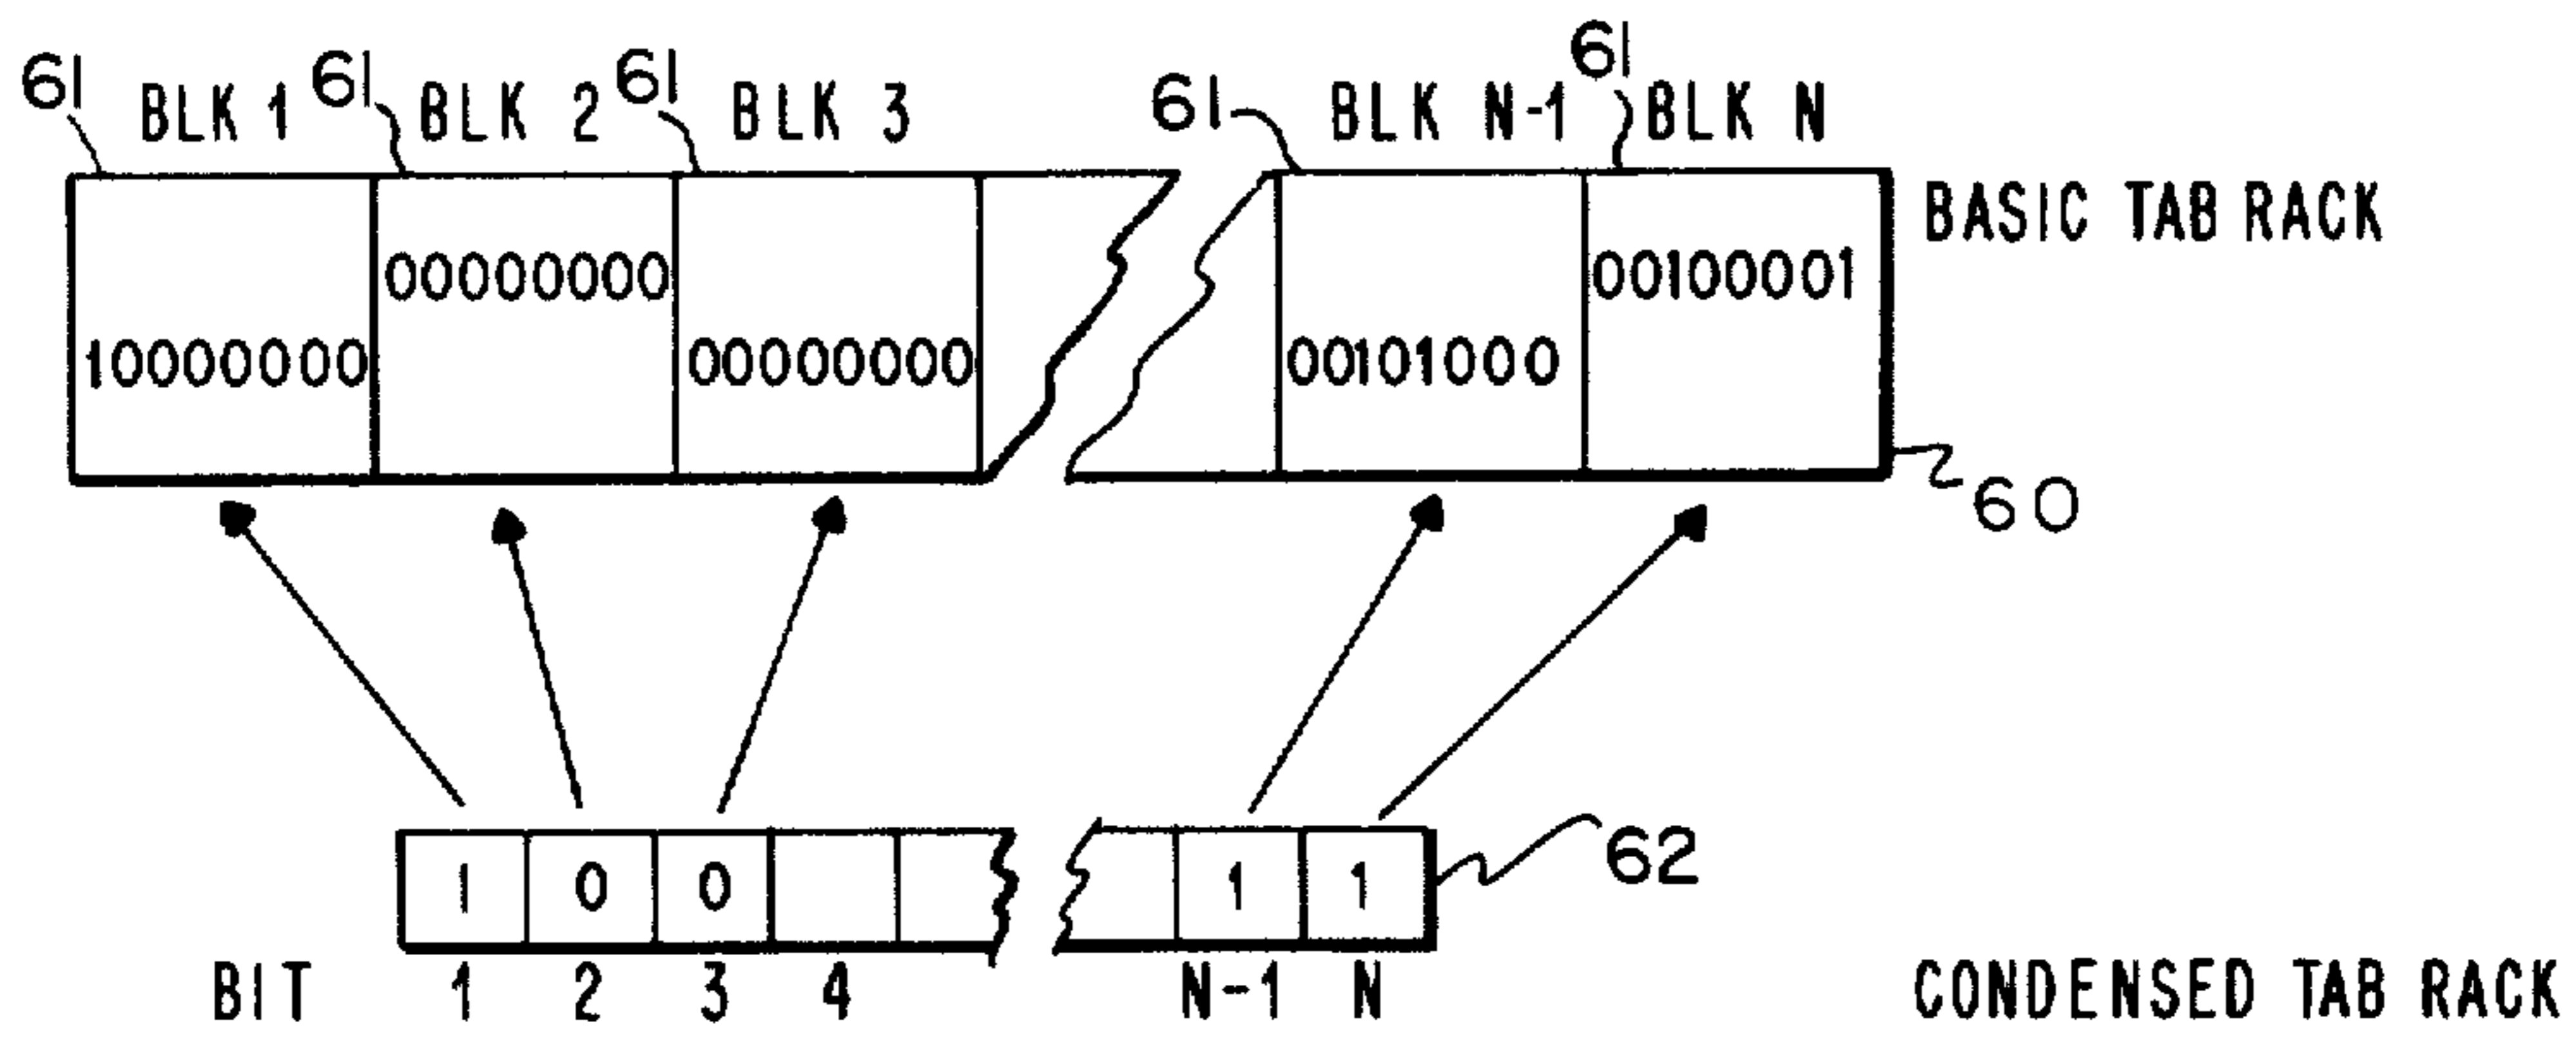 61 BLK 1 61 BLK 2 61 BLK 3 61 BLK N-1 61 BLK N
BASIC TAB RACK
00000000 00100001
10000000 00000000 00101000
60
1 0 0 1 1 62
BIT 1 2 3 4 N-1 N CONDENSED TAB RACK